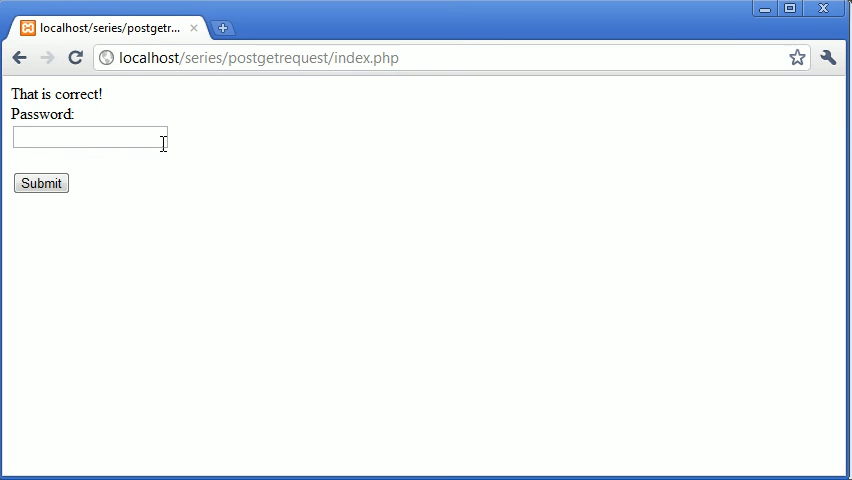 localhost/series/postgetr...
localhost/series/postgetrequest/index.php
That is correct!
Password:
Submit